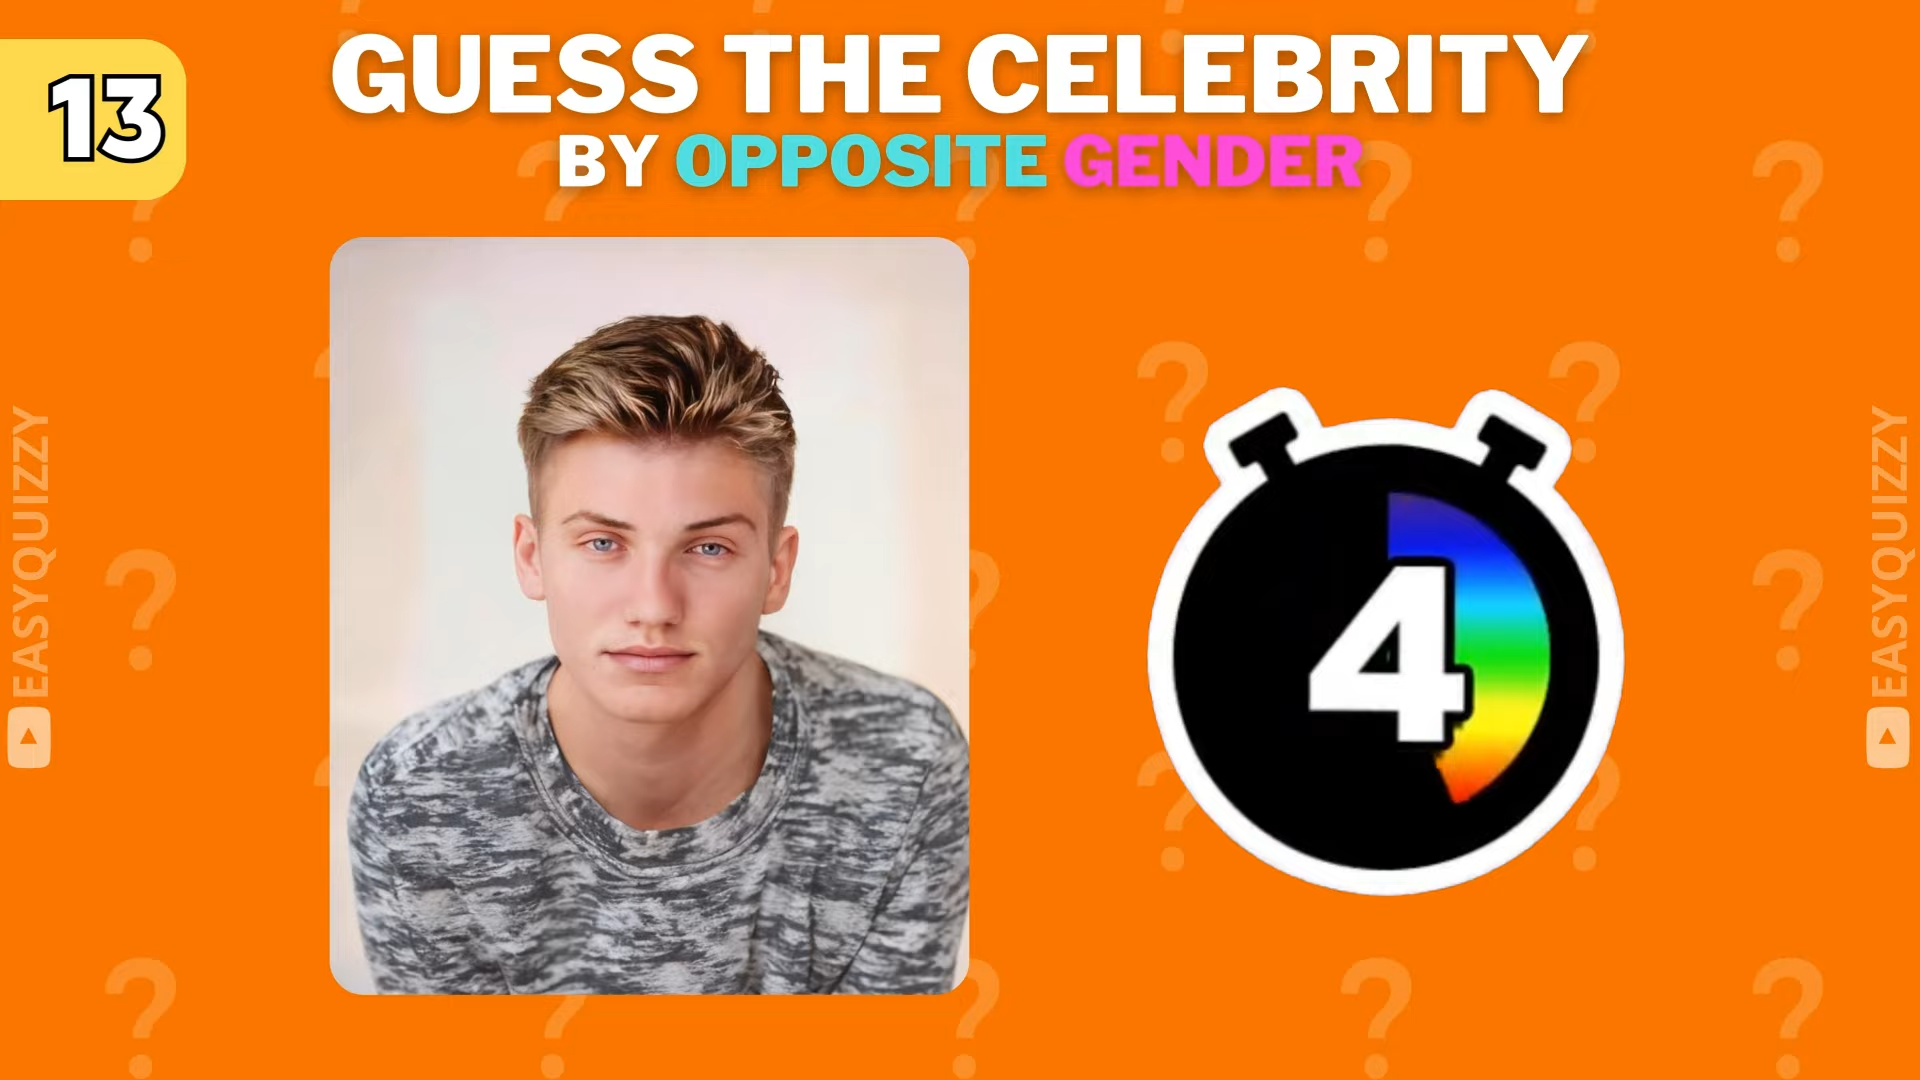 13
GUESS THE CELEBRITY
BY OPPOSITE GENDER
4
EASYQUIZZY
EASYQUIZZY